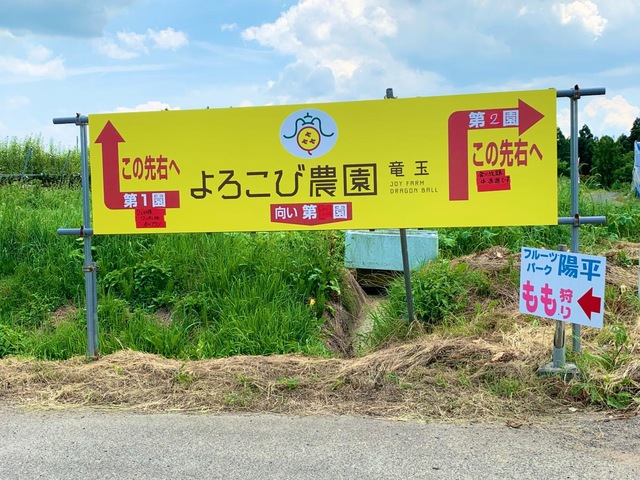 この先右へ
第1園
よろこび農園
竜玉
JOY FARM
DRAGON BALL
向い第
園
第2園
この先右へ
フルーツ
パーク
陽平
もも狩り